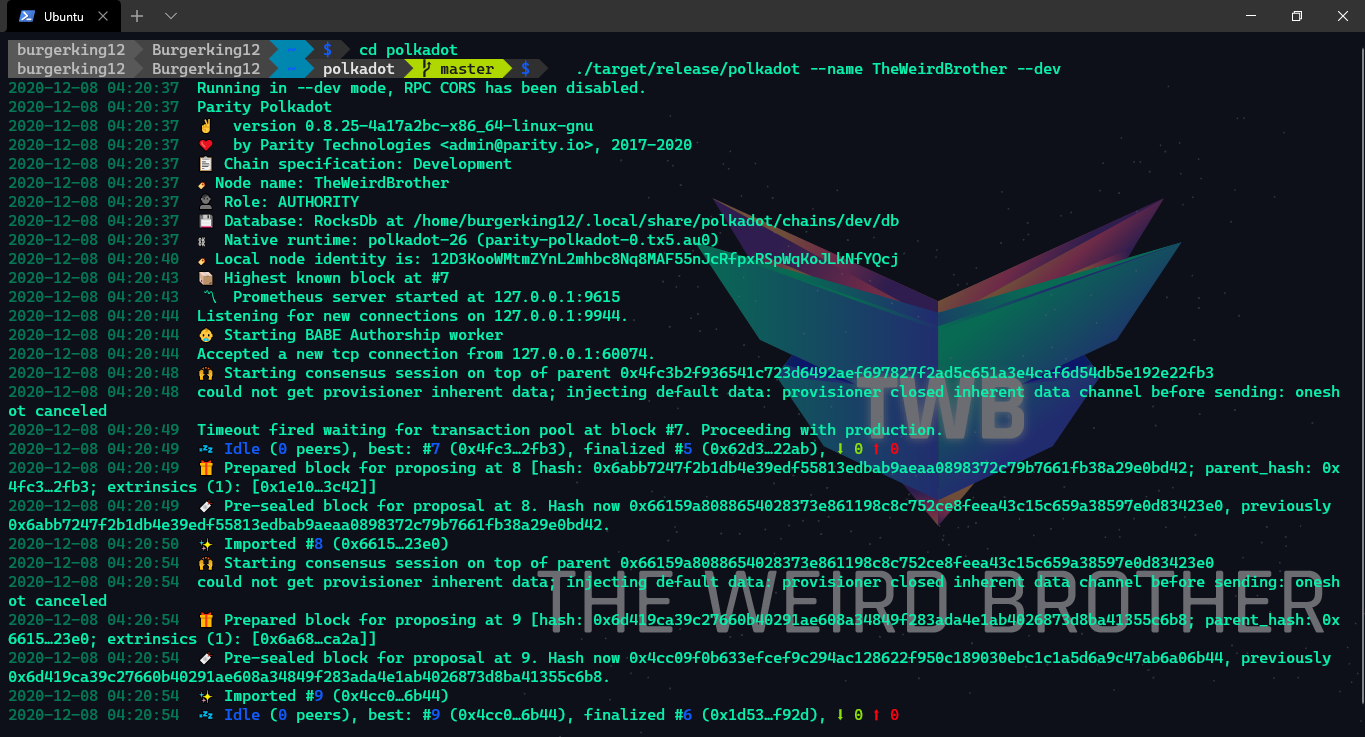 Ubuntu
burgerking12 Burgerking12 ~ $ cd polkadot
burgerking12 Burgerking12 ~ polkadot master $ ./target/release/polkadot --name TheWeirdBrother --dev
2020-12-08 04:20:37 Running in --dev mode, RPC CORS has been disabled.
2020-12-08 04:20:37 Parity Polkadot
2020-12-08 04:20:37 ✌ version 0.8.25-4a17a2bc-x86_64-linux-gnu
2020-12-08 04:20:37 ❤ by Parity Technologies <admin@parity.io>, 2017-2020
2020-12-08 04:20:37 📋 Chain specification: Development
2020-12-08 04:20:37 🏷 Node name: TheWeirdBrother
2020-12-08 04:20:37 👤 Role: AUTHORITY
2020-12-08 04:20:37 💾 Database: RocksDb at /home/burgerking12/.local/share/polkadot/chains/dev/db
2020-12-08 04:20:37 ⛓ Native runtime: polkadot-26 (parity-polkadot-0.tx5.au0)
2020-12-08 04:20:40 🏷 Local node identity is: 12D3KooWMtmZYnL2mhbc8Nq8MAF55nJcRfpxRSpWqKoJLkNfYQcj
2020-12-08 04:20:43 📦 Highest known block at #7
2020-12-08 04:20:43 〽 Prometheus server started at 127.0.0.1:9615
2020-12-08 04:20:44 Listening for new connections on 127.0.0.1:9944.
2020-12-08 04:20:44 👶 Starting BABE Authorship worker
2020-12-08 04:20:44 Accepted a new tcp connection from 127.0.0.1:60074.
2020-12-08 04:20:48 🙌 Starting consensus session on top of parent 0x4fc3b2f936541c723d6492aef697827f2ad5c651a3e4caf6d54db5e192e22fb3
2020-12-08 04:20:48 could not get provisioner inherent data; injecting default data: provisioner closed inherent data channel before sending: onesh
ot canceled
2020-12-08 04:20:49 Timeout fired waiting for transaction pool at block #7. Proceeding with production.
2020-12-08 04:20:49 💤 Idle (0 peers), best: #7 (0x4fc3…2fb3), finalized #5 (0x62d3…22ab), ⬇ 0 ⬆ 0
2020-12-08 04:20:49 🎁 Prepared block for proposing at 8 [hash: 0x6abb7247f2b1db4e39edf55813edbab9aeaa0898372c79b7661fb38a29e0bd42; parent_hash: 0x
4fc3…2fb3; extrinsics (1): [0x1e10…3c42]]
2020-12-08 04:20:49 🔖 Pre-sealed block for proposal at 8. Hash now 0x66159a8088654028373e861198c8c752ce8feea43c15c659a38597e0d83423e0, previously
0x6abb7247f2b1db4e39edf55813edbab9aeaa0898372c79b7661fb38a29e0bd42.
2020-12-08 04:20:50 ✨ Imported #8 (0x6615…23e0)
2020-12-08 04:20:54 🙌 Starting consensus session on top of parent 0x66159a8088654028373e861198c8c752ce8feea43c15c659a38597e0d83423e0
2020-12-08 04:20:54 could not get provisioner inherent data; injecting default data: provisioner closed inherent data channel before sending: onesh
ot canceled
2020-12-08 04:20:54 🎁 Prepared block for proposing at 9 [hash: 0x6d419ca39c27660b40291ae608a34849f283ada4e1ab4026873d8ba41355c6b8; parent_hash: 0x
6615…23e0; extrinsics (1): [0x6a68…ca2a]]
2020-12-08 04:20:54 🔖 Pre-sealed block for proposal at 9. Hash now 0x4cc09f0b633efcef9c294ac128622f950c189030ebc1c1a5d6a9c47ab6a06b44, previously
0x6d419ca39c27660b40291ae608a34849f283ada4e1ab4026873d8ba41355c6b8.
2020-12-08 04:20:54 ✨ Imported #9 (0x4cc0…6b44)
2020-12-08 04:20:54 💤 Idle (0 peers), best: #9 (0x4cc0…6b44), finalized #6 (0x1d53…f92d), ⬇ 0 ⬆ 0
TWB
THE WEIRD BROTHER